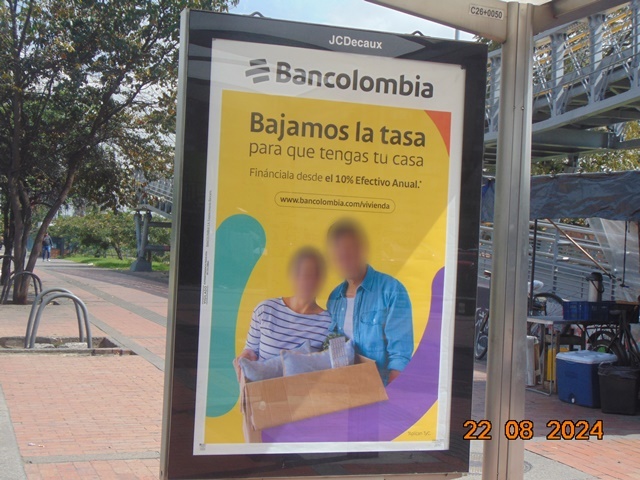 C26+0050
JCDecaux
Bancolombia
Bajamos la tasa
para que tengas tu casa
Fináncialа desde el 10% Efectivo Anual.*
www.bancolombia.com/vivienda
22 08 2024